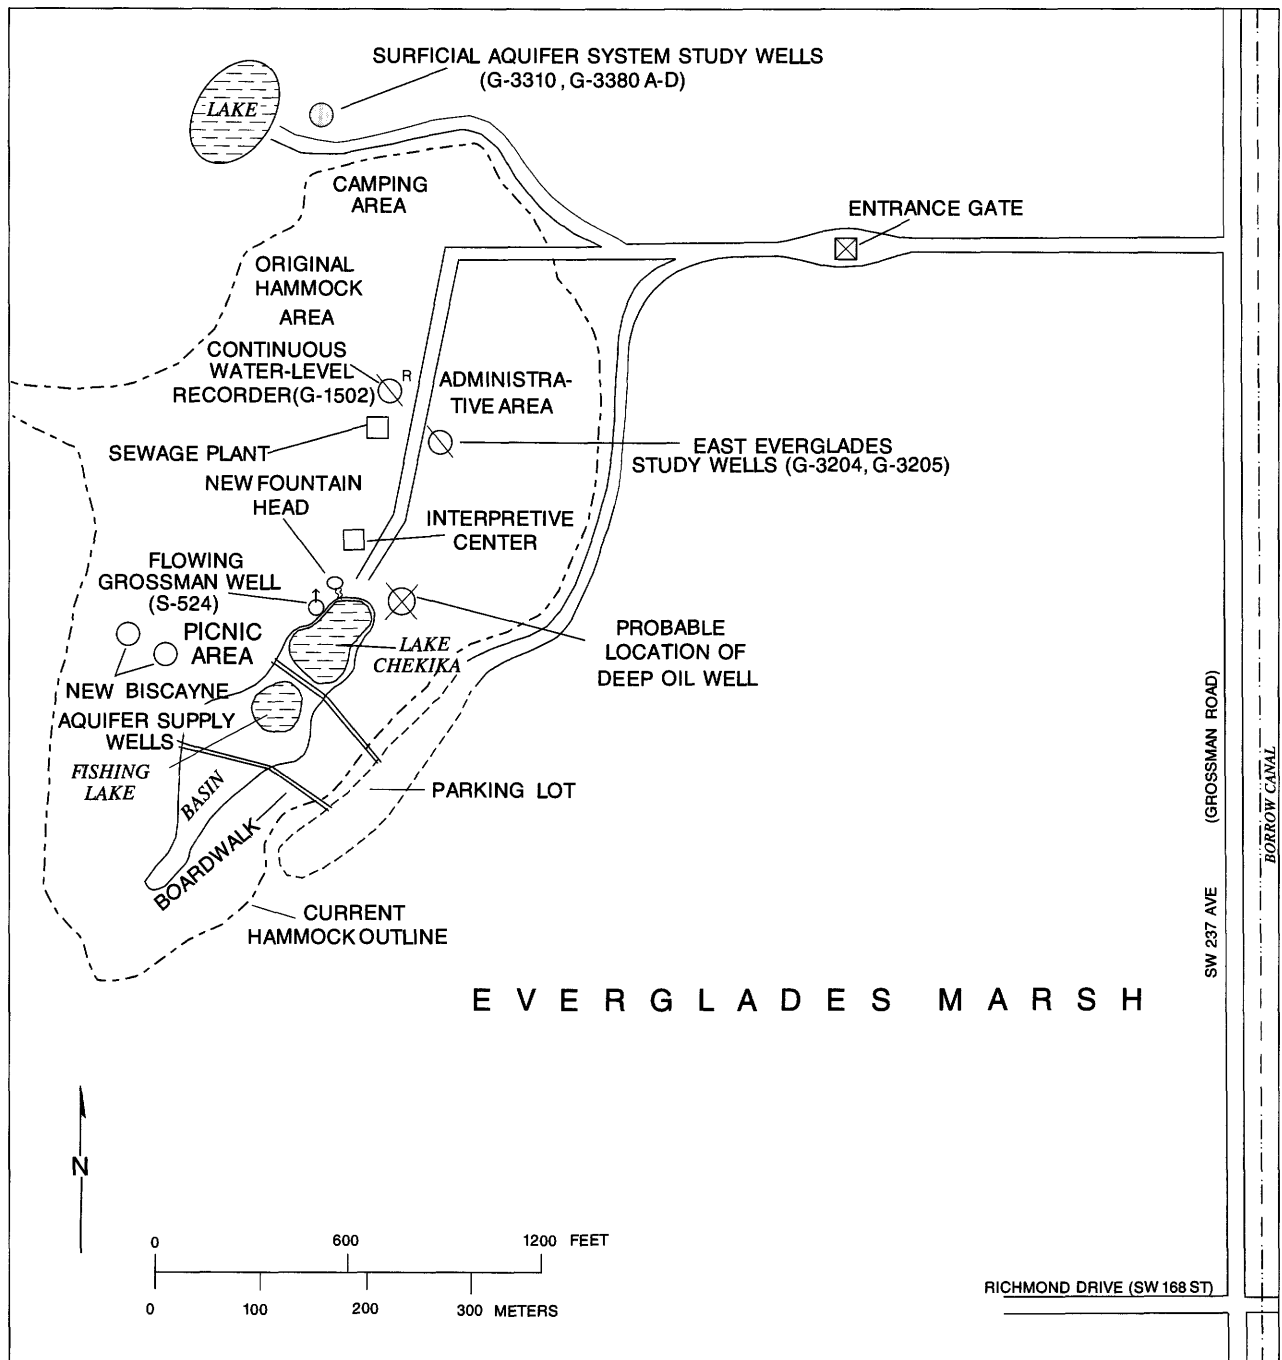 SURFICIAL AQUIFER SYSTEM STUDY WELLS
(G-3310, G-3380 A-D)
LAKE
CAMPING
AREA
ENTRANCE GATE
ORIGINAL
HAMMOCK
AREA
CONTINUOUS
WATER-LEVEL
RECORDER(G-1502)
R
ADMINISTRA-
TIVE AREA
SEWAGE PLANT
EAST EVERGLADES
STUDY WELLS (G-3204, G-3205)
NEW FOUNTAIN
HEAD
INTERPRETIVE
CENTER
FLOWING
GROSSMAN WELL
(S-524)
PICNIC
AREA
LAKE
CHEKIKA
PROBABLE
LOCATION OF
DEEP OIL WELL
NEW BISCAYNE
AQUIFER SUPPLY
WELLS
FISHING
LAKE
BASIN
BOARDWALK
PARKING LOT
CURRENT
HAMMOCK OUTLINE
SW 237 AVE (GROSSMAN ROAD)
BORROW CANAL
EVERGLADES MARSH
N
0 600 1200 FEET
0 100 200 300 METERS
RICHMOND DRIVE (SW 168 ST)